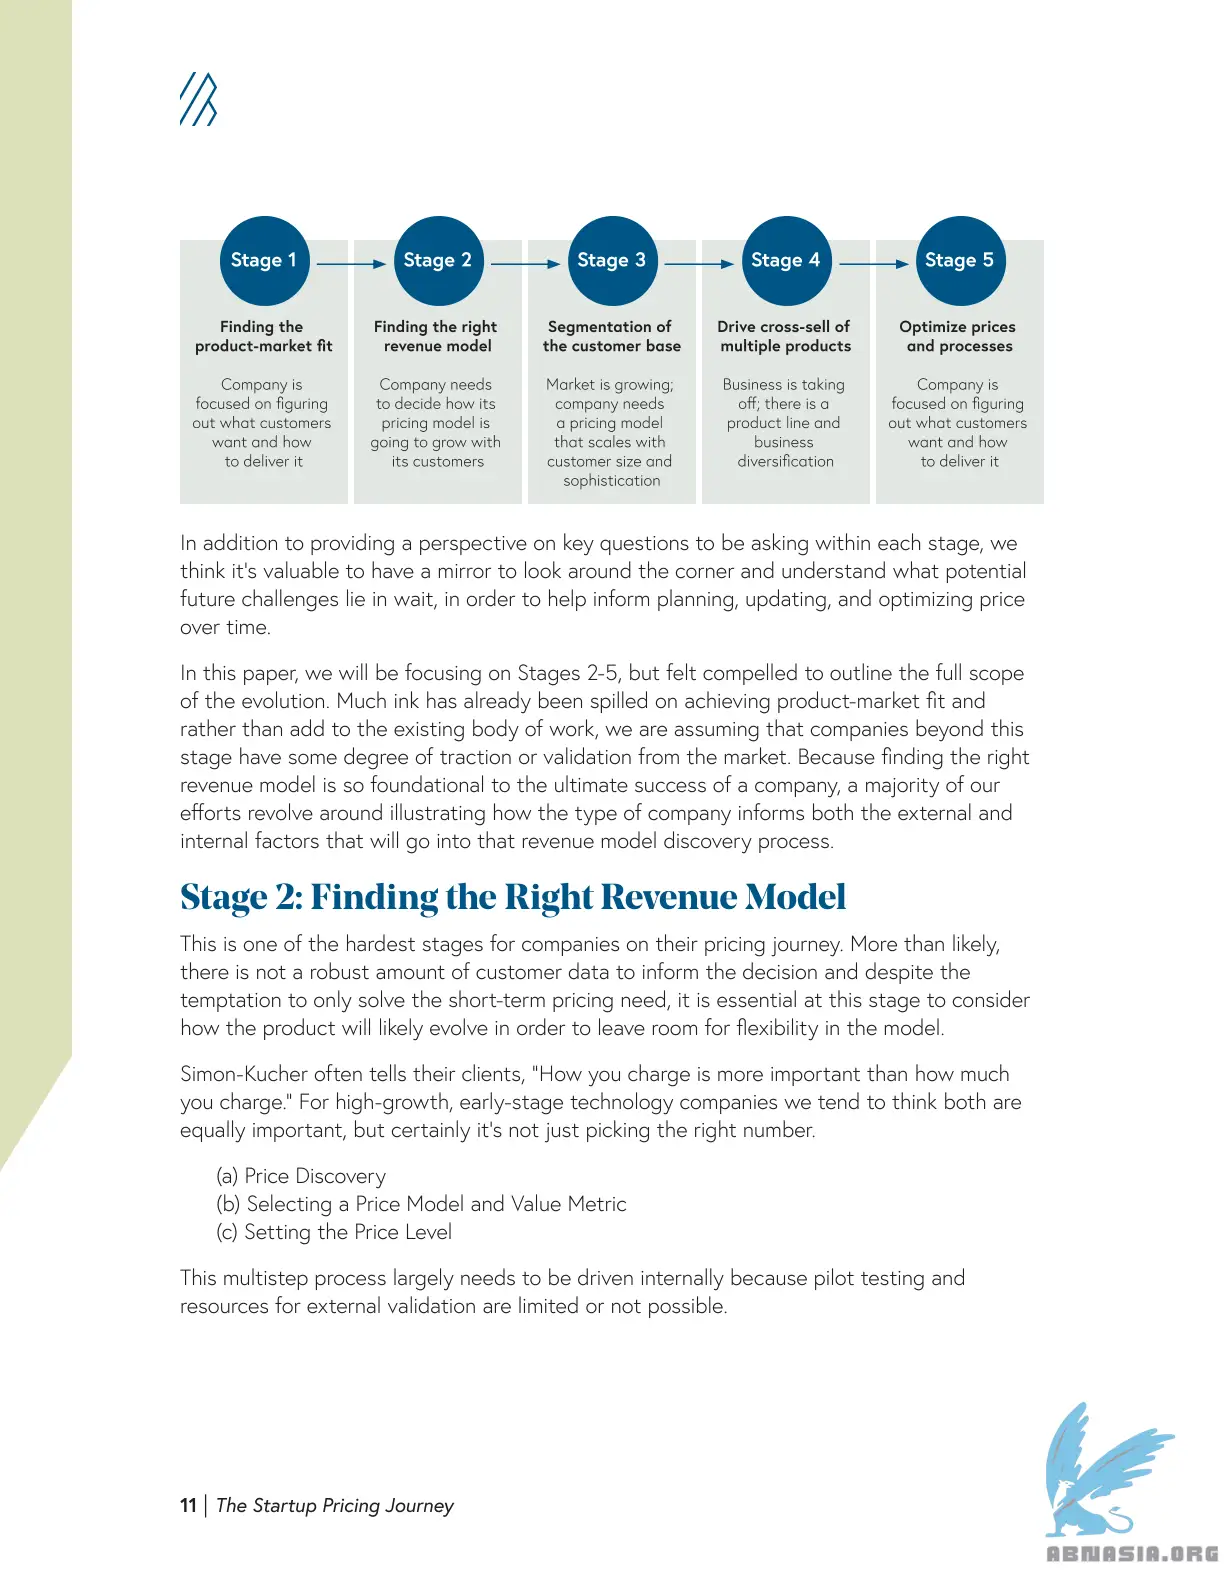 Stage 1
Finding the
product-market fit
Company is
focused on figuring
out what customers
want and how
to deliver it
Stage 2
Finding the right
revenue model
Company needs
to decide how its
pricing model is
going to grow with
its customers
Stage 3
Segmentation of
the customer base
Market is growing;
company needs
a pricing model
that scales with
customer size and
sophistication
Stage 4
Drive cross-sell of
multiple products
Business is taking
off; there is a
product line and
business
diversification
Stage 5
Optimize prices
and processes
Company is
focused on figuring
out what customers
want and how
to deliver it
In addition to providing a perspective on key questions to be asking within each stage, we
think it's valuable to have a mirror to look around the corner and understand what potential
future challenges lie in wait, in order to help inform planning, updating, and optimizing price
over time.
In this paper, we will be focusing on Stages 2-5, but felt compelled to outline the full scope
of the evolution. Much ink has already been spilled on achieving product-market fit and
rather than add to the existing body of work, we are assuming that companies beyond this
stage have some degree of traction or validation from the market. Because finding the right
revenue model is so foundational to the ultimate success of a company, a majority of our
efforts revolve around illustrating how the type of company informs both the external and
internal factors that will go into that revenue model discovery process.
Stage 2: Finding the Right Revenue Model
This is one of the hardest stages for companies on their pricing journey. More than likely,
there is not a robust amount of customer data to inform the decision and despite the
temptation to only solve the short-term pricing need, it is essential at this stage to consider
how the product will likely evolve in order to leave room for flexibility in the model.
Simon-Kucher often tells their clients, "How you charge is more important than how much
you charge." For high-growth, early-stage technology companies we tend to think both are
equally important, but certainly it's not just picking the right number.
(a) Price Discovery
(b) Selecting a Price Model and Value Metric
(c) Setting the Price Level
This multistep process largely needs to be driven internally because pilot testing and
resources for external validation are limited or not possible.
11 | The Startup Pricing Journey
ABNASIA.ORG